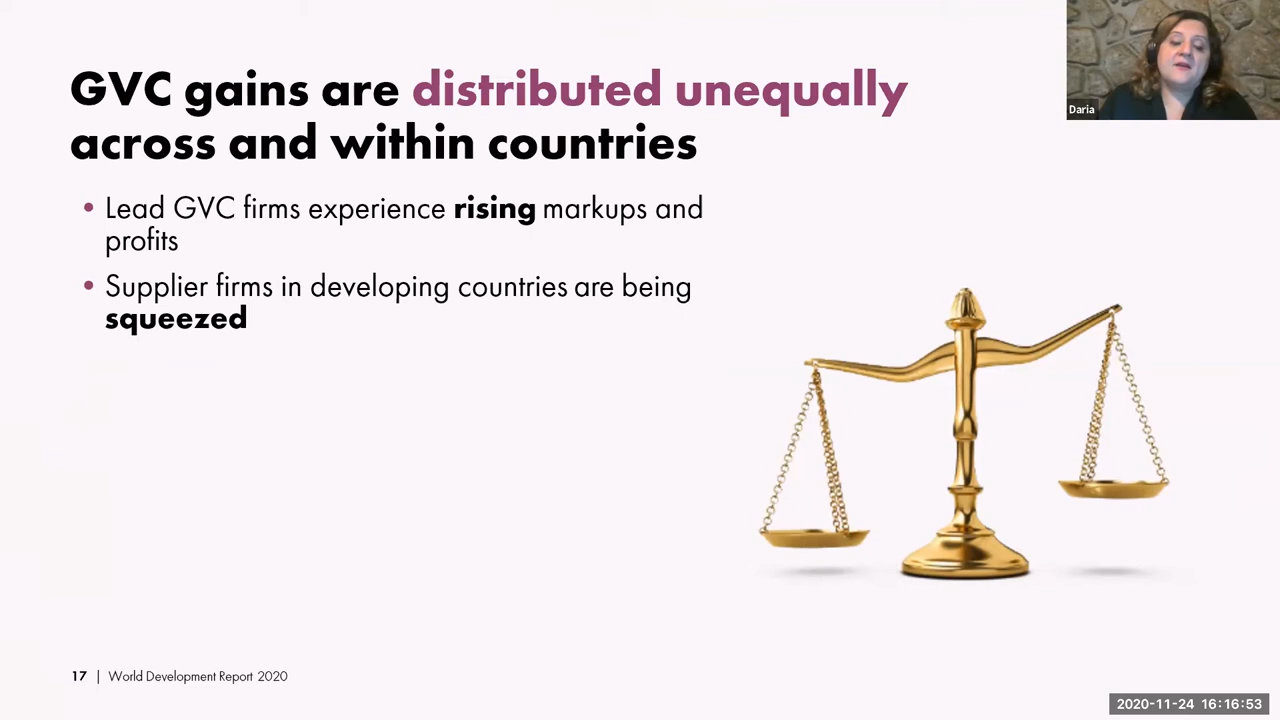 GVC gains are distributed unequally
across and within countries
Daria
• Lead GVC firms experience rising markups and
profits
• Supplier firms in developing countries are being
squeezed
17 | World Development Report 2020
2020-11-24 16:16:53